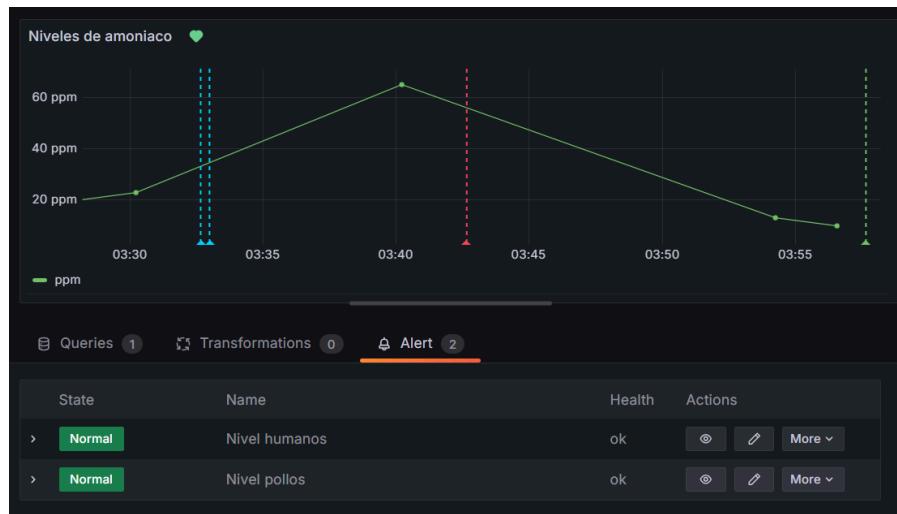 Niveles de amoniaco
60 ppm
40 ppm
20 ppm
03:30 03:35 03:40 03:45 03:50 03:55
ppm
Queries 1 Transformations 0 Alert 2
State Name Health Actions
Normal Nivel humanos ok More
Normal Nivel pollos ok More